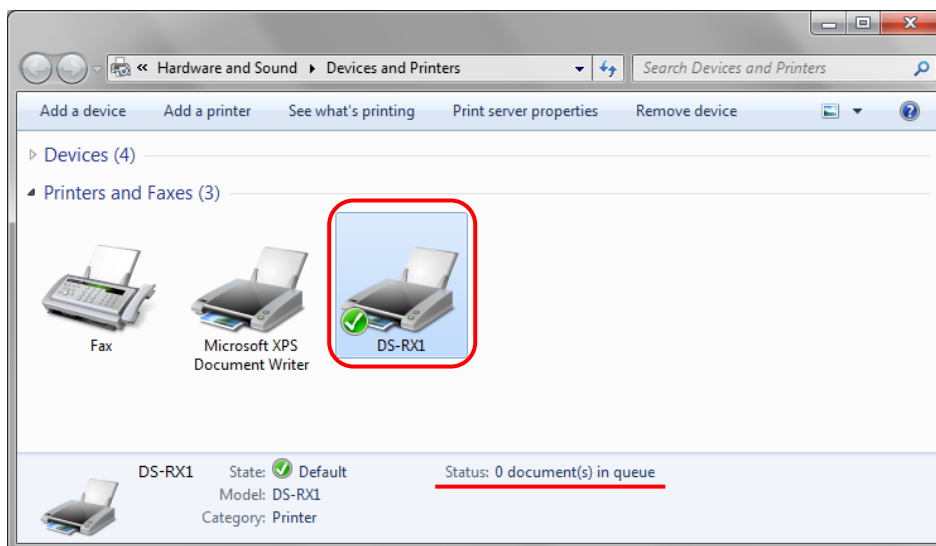 « Hardware and Sound ▸ Devices and Printers Search Devices and Printers
Add a device Add a printer See what's printing Print server properties Remove device
Devices (4)
Printers and Faxes (3)
Fax
Microsoft XPS
Document Writer
DS-RX1
DS-RX1 State: Default Status: 0 document(s) in queue
Model: DS-RX1
Category: Printer